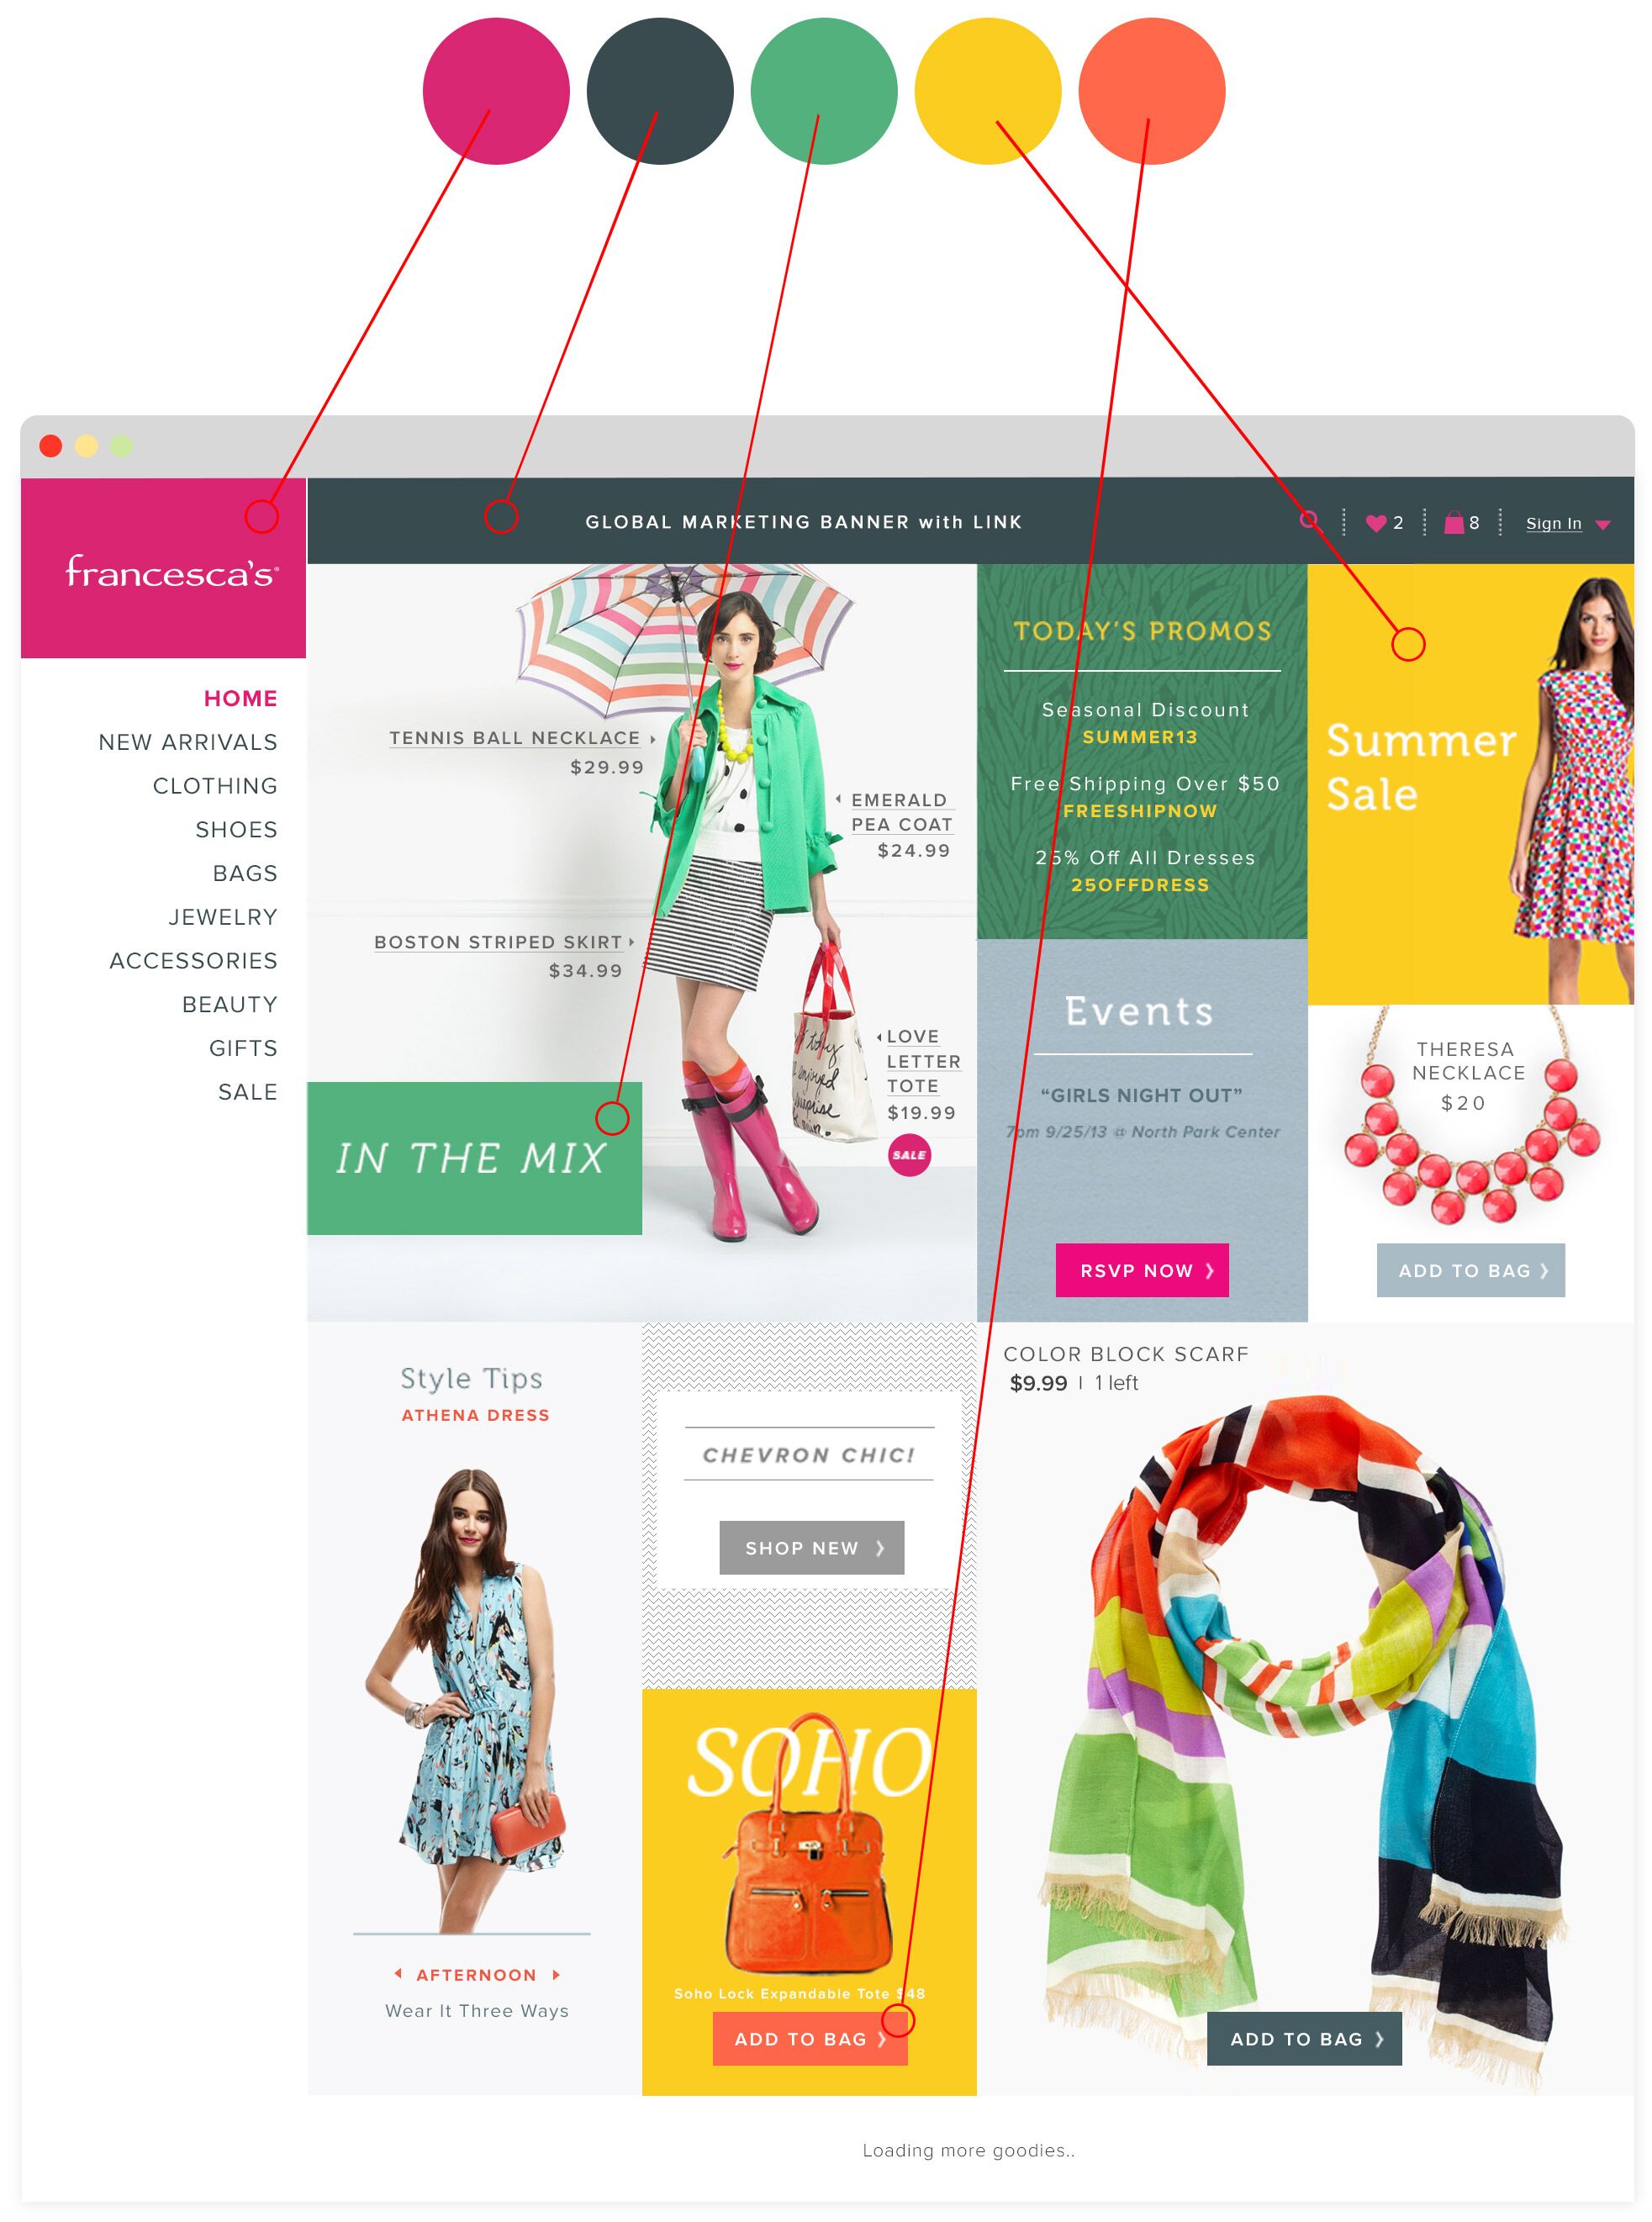 francesca's
GLOBAL MARKETING BANNER with LINK
2
8
Sign In
HOME
NEW ARRIVALS
CLOTHING
SHOES
BAGS
JEWELRY
ACCESSORIES
BEAUTY
GIFTS
SALE
TENNIS BALL NECKLACE
$29.99
EMERALD
PEA COAT
$24.99
BOSTON STRIPED SKIRT
$34.99
LOVE
LETTER
TOTE
$19.99
SALE
IN THE MIX
TODAY'S PROMOS
Seasonal Discount
SUMMER13
Free Shipping Over $50
FREESHIPNOW
25% Off All Dresses
25OFFDRESS
Summer
Sale
Events
“GIRLS NIGHT OUT”
7pm 9/25/13 @ North Park Center
RSVP NOW
THERESA
NECKLACE
$20
ADD TO BAG
Style Tips
ATHENA DRESS
AFTERNOON
Wear It Three Ways
CHEVRON CHIC!
SHOP NEW
SOHO
Soho Lock Expandable Tote $48
ADD TO BAG
COLOR BLOCK SCARF
$9.99 | 1 left
ADD TO BAG
Loading more goodies..